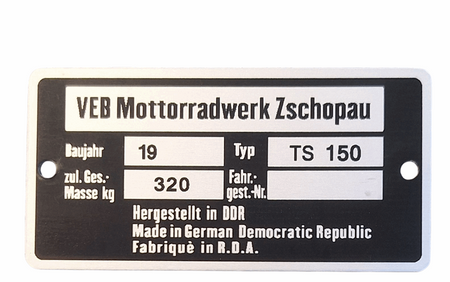 VEB Mottorradwerk Zschopau
Baujahr 19 Typ TS 150
zul. Ges.- Masse kg 320 Fahr.- gest.-Nr.
Hergestellt in DDR
Made in German Democratic Republic
Fabriquè in R.D.A.